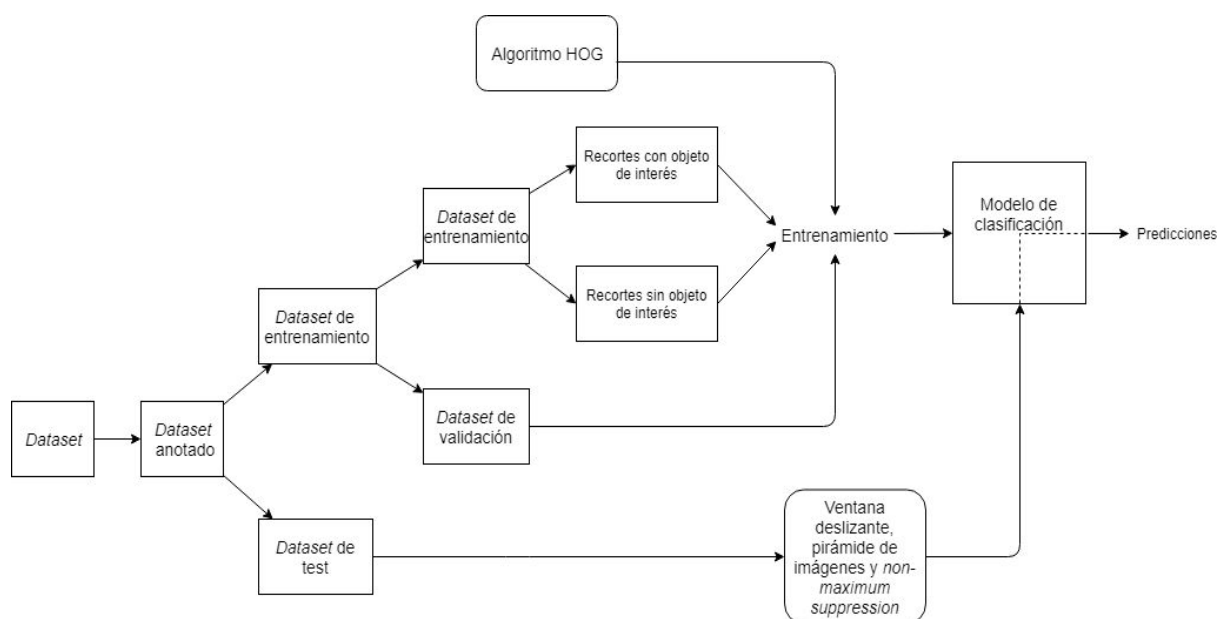 Algoritmo HOG
Recortes con objeto
de interés
Dataset de
entrenamiento
Modelo de
clasificación
Entrenamiento
Predicciones
Recortes sin objeto
de interés
Dataset de
entrenamiento
Dataset
Dataset
anotado
Dataset de
validación
Dataset de
test
Ventana
deslizante,
pirámide de
imágenes y non-
maximum
suppression